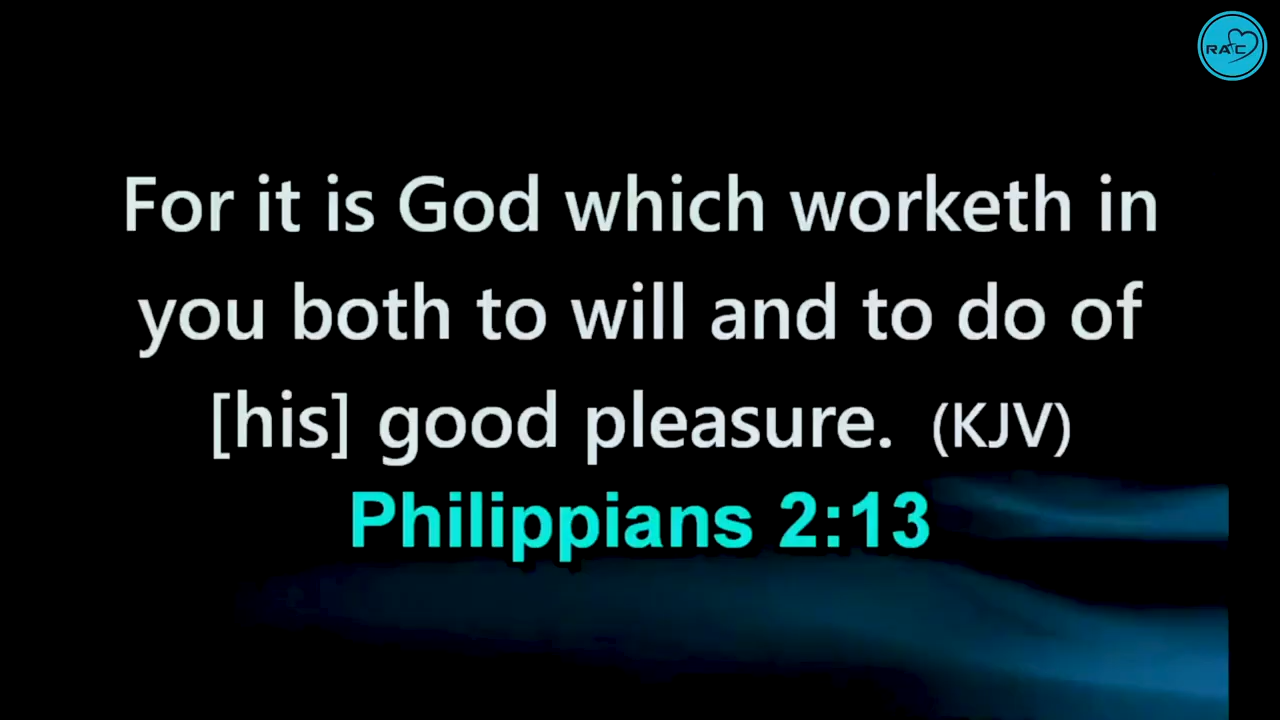 RAFC
For it is God which worketh in
you both to will and to do of
[his] good pleasure. (KJV)
Philippians 2:13